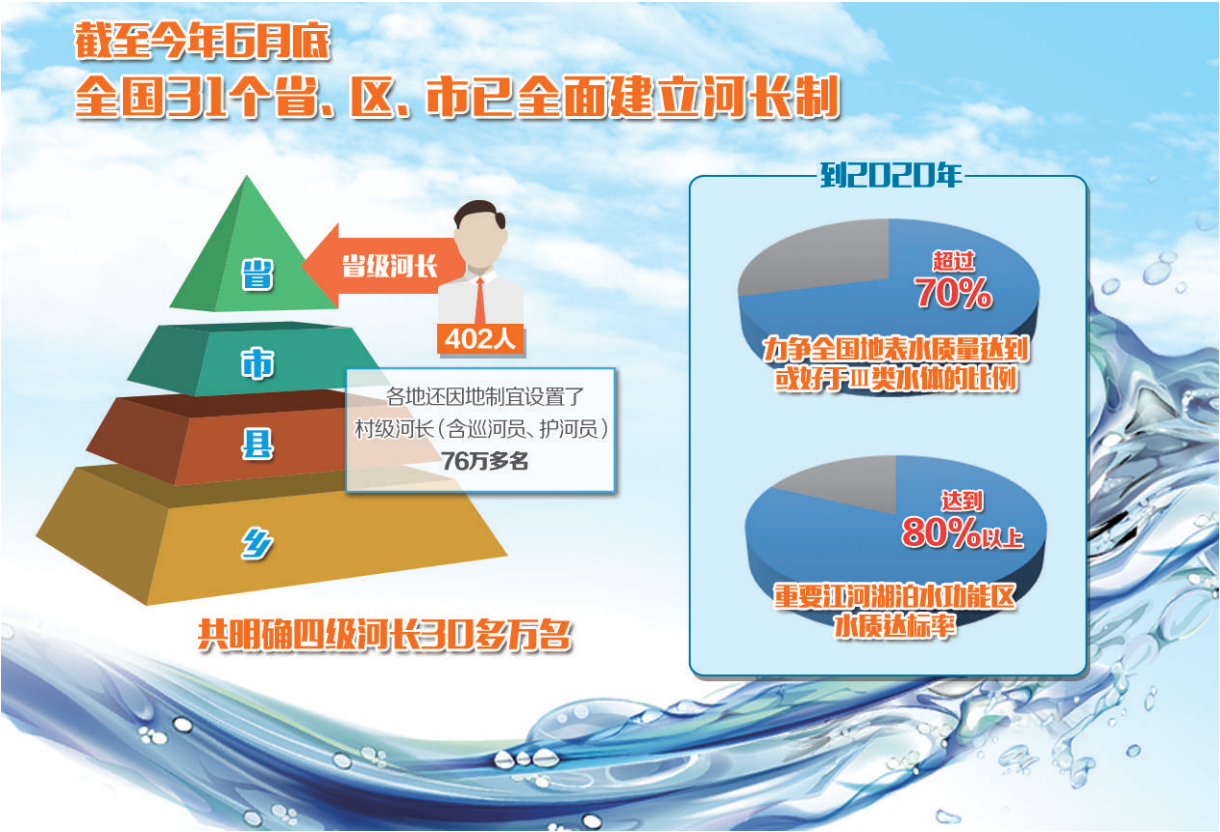 截至今年6月底
全国31个省、区、市已全面建立河长制
省
省级河长
402人
市
县
乡
各地还因地制宜设置了
村级河长(含巡河员、护河员)
76万多名
共明确四级河长30多万名
到2020年
超过
70%
力争全国地表水质量达到
或好于Ⅲ类水体的比例
达到
80%以上
重要江河湖泊水功能区
水质达标率